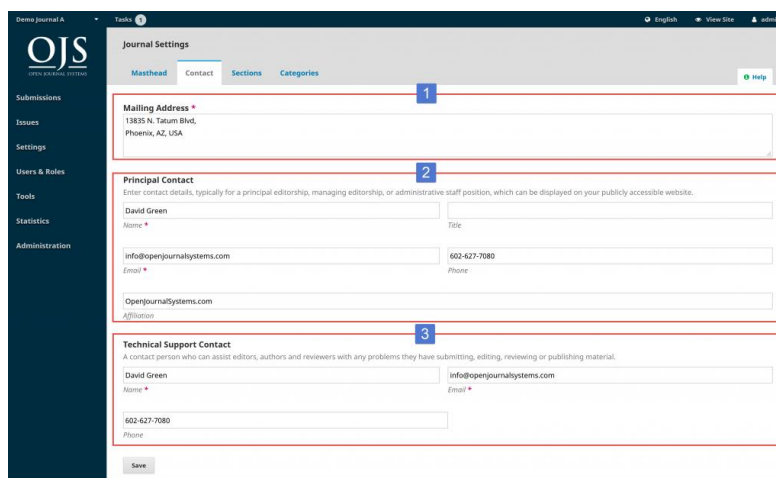 Demo Journal A
Tasks 1
English View Site admi
OJS
OPEN JOURNAL SYSTEMS
Submissions
Issues
Settings
Users & Roles
Tools
Statistics
Administration
Journal Settings
Masthead Contact Sections Categories
Help
1
Mailing Address *
13835 N. Tatum Blvd,
Phoenix, AZ, USA
2
Principal Contact
Enter contact details, typically for a principal editorship, managing editorship, or administrative staff position, which can be displayed on your publicly accessible website.
David Green
Name * Title
info@openjournalsystems.com 602-627-7080
Email * Phone
OpenJournalSystems.com
Affiliation
3
Technical Support Contact
A contact person who can assist editors, authors and reviewers with any problems they have submitting, editing, reviewing or publishing material.
David Green info@openjournalsystems.com
Name * Email *
602-627-7080
Phone
Save